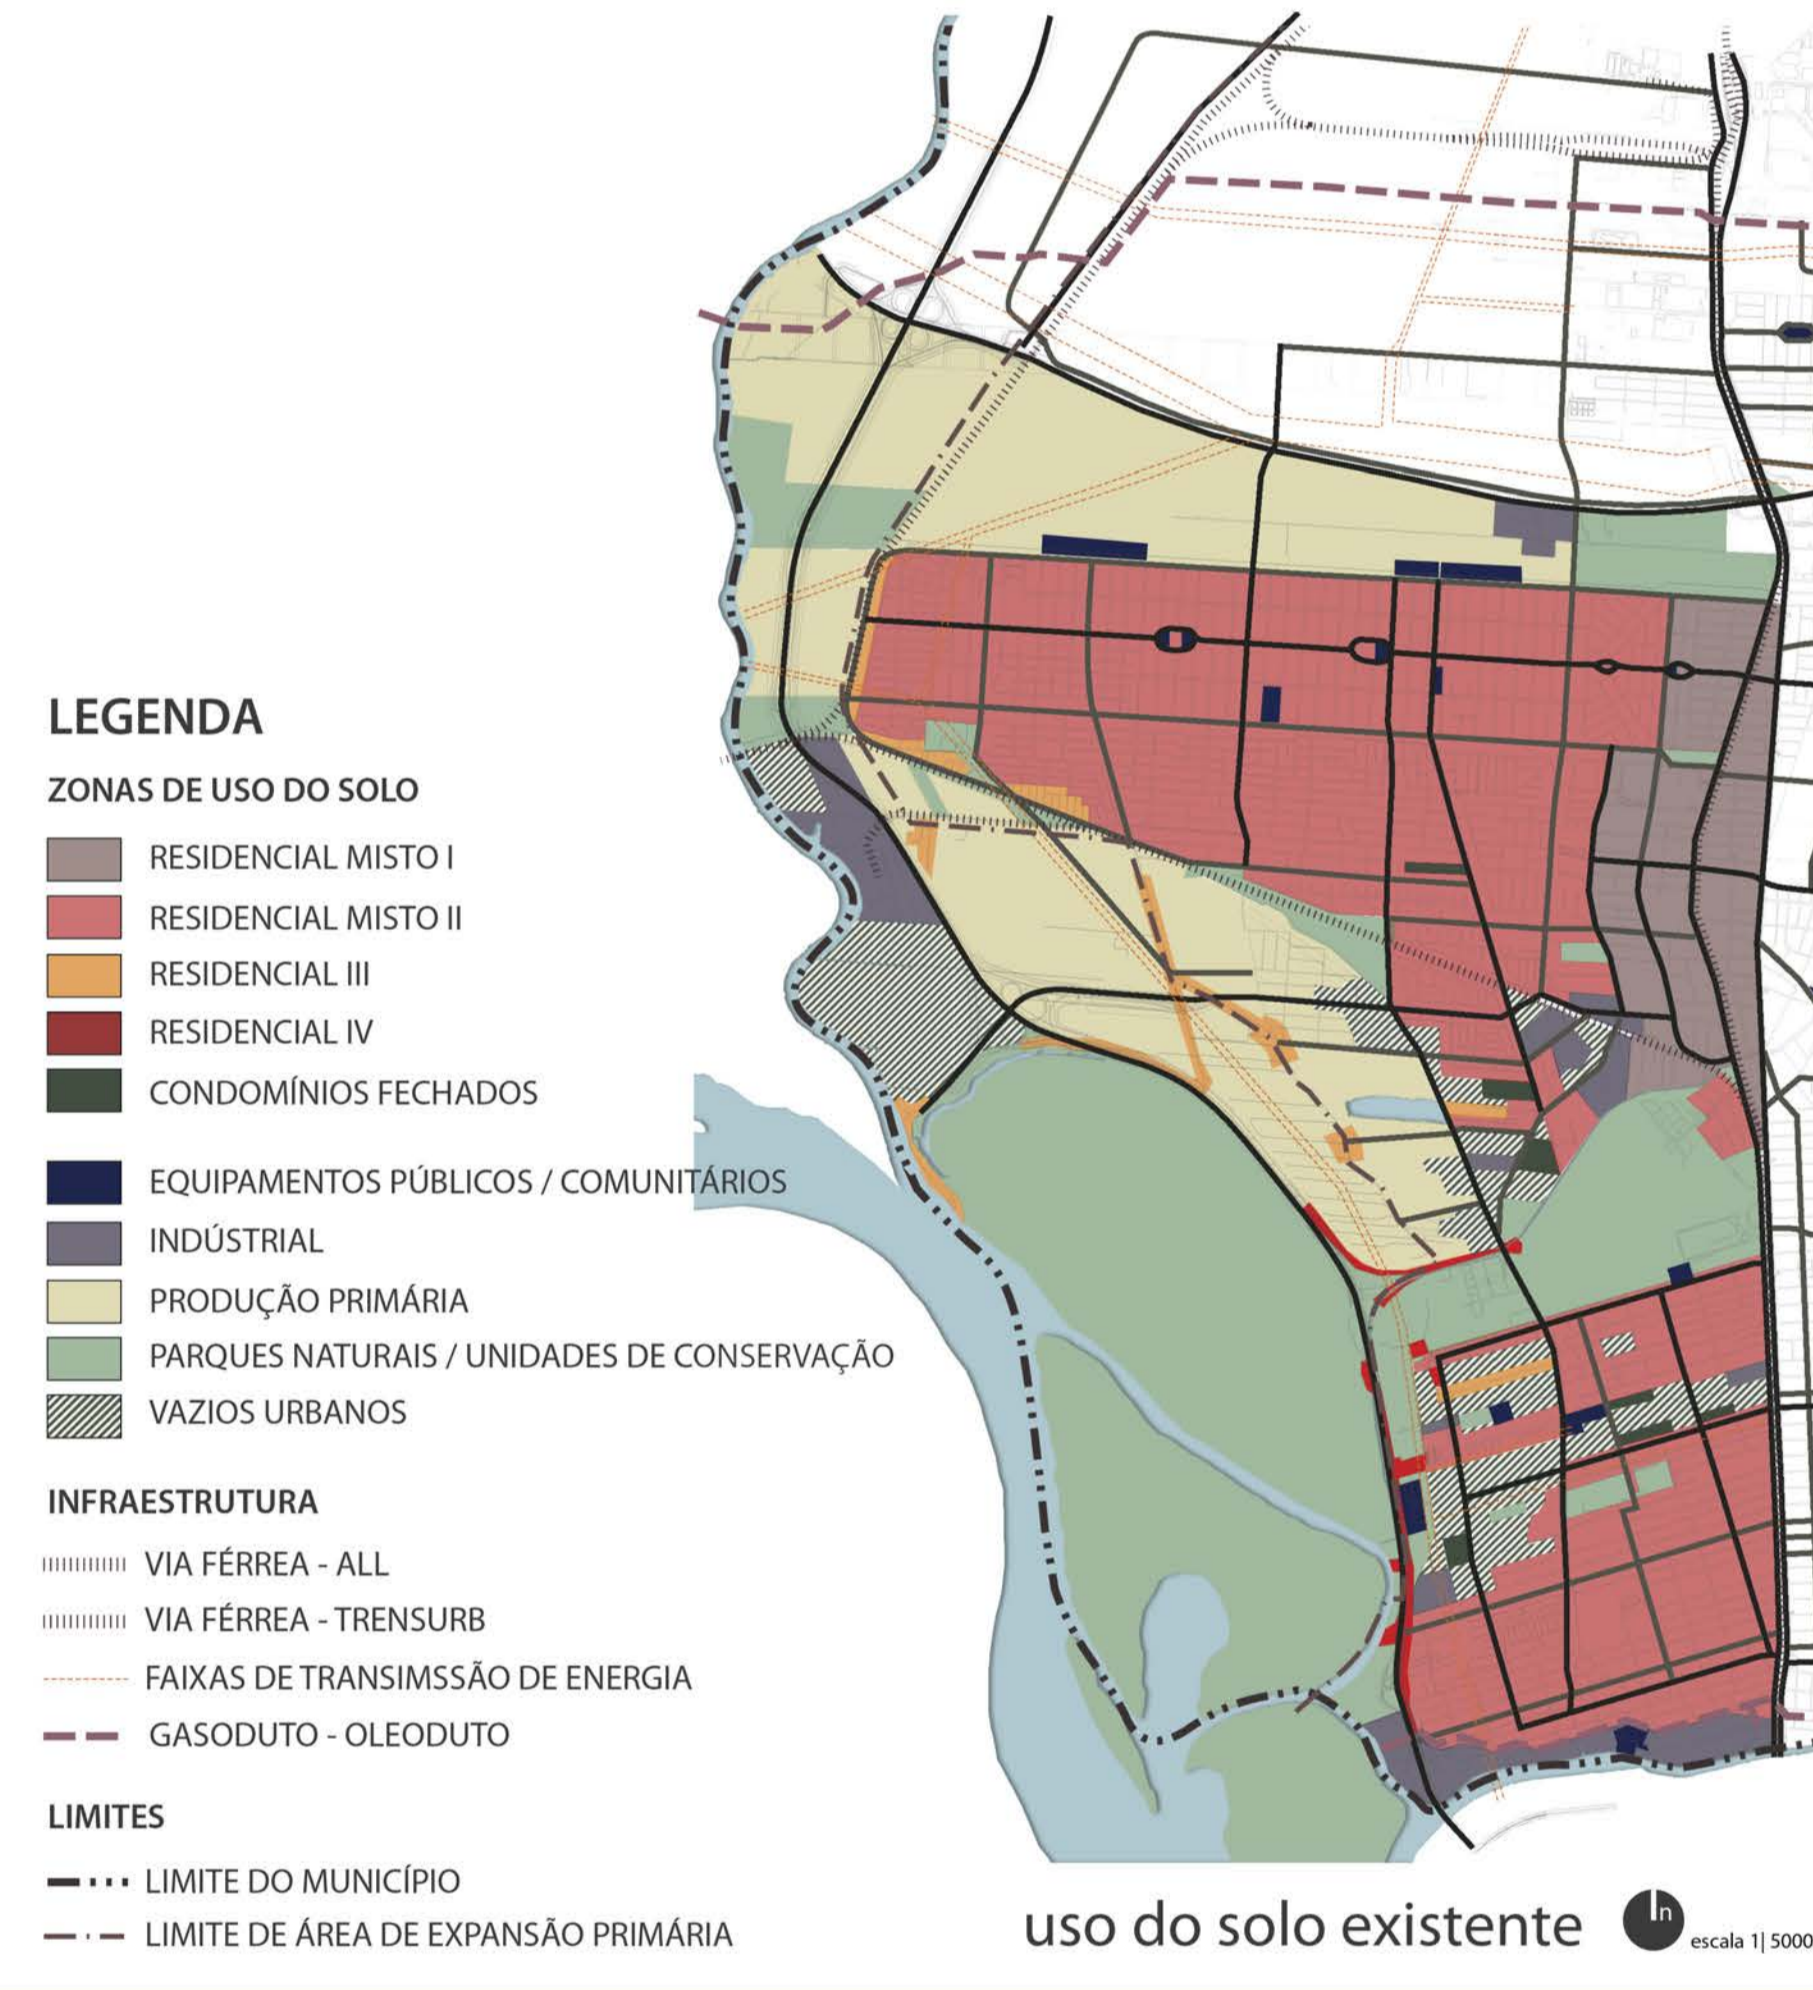 LEGENDA
ZONAS DE USO DO SOLO
RESIDENCIAL MISTO I
RESIDENCIAL MISTO II
RESIDENCIAL III
RESIDENCIAL IV
CONDOMÍNIOS FECHADOS
EQUIPAMENTOS PÚBLICOS / COMUNITÁRIOS
INDÚSTRIAL
PRODUÇÃO PRIMÁRIA
PARQUES NATURAIS / UNIDADES DE CONSERVAÇÃO
VAZIOS URBANOS
INFRAESTRUTURA
VIA FÉRREA - ALL
VIA FÉRREA - TRENSURB
FAIXAS DE TRANSIMSSÃO DE ENERGIA
GASODUTO - OLEODUTO
LIMITES
LIMITE DO MUNICÍPIO
LIMITE DE ÁREA DE EXPANSÃO PRIMÁRIA
uso do solo existente
n
escala 1| 5000